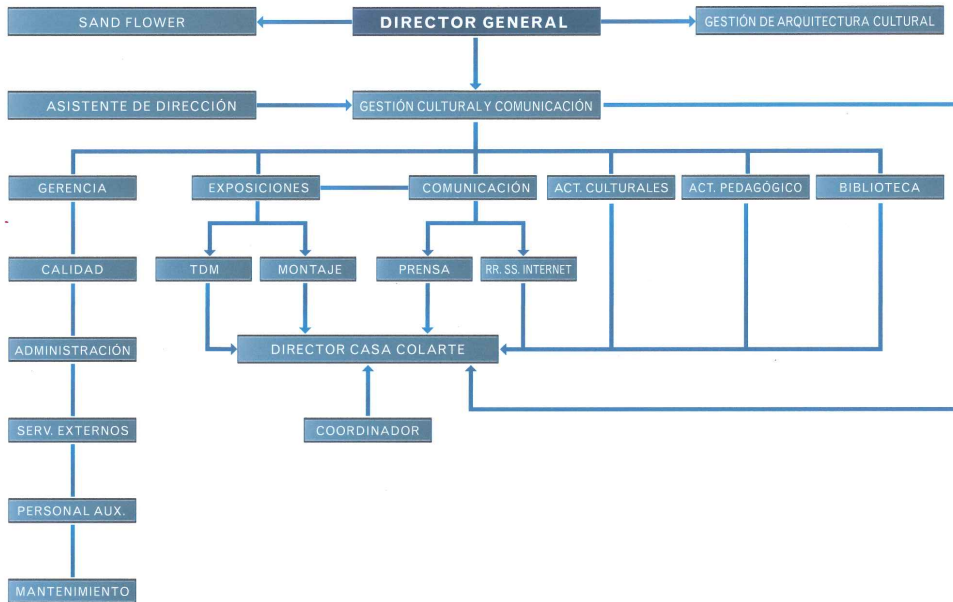 SAND FLOWER
DIRECTOR GENERAL
GESTIÓN DE ARQUITECTURA CULTURAL
ASISTENTE DE DIRECCIÓN
GESTIÓN CULTURAL Y COMUNICACIÓN
GERENCIA
EXPOSICIONES
COMUNICACIÓN
ACT. CULTURALES
ACT. PEDAGÓGICO
BIBLIOTECA
CALIDAD
TDM
MONTAJE
PRENSA
RR. SS. INTERNET
ADMINISTRACIÓN
DIRECTOR CASA COLARTE
SERV. EXTERNOS
COORDINADOR
PERSONAL AUX.
MANTENIMIENTO